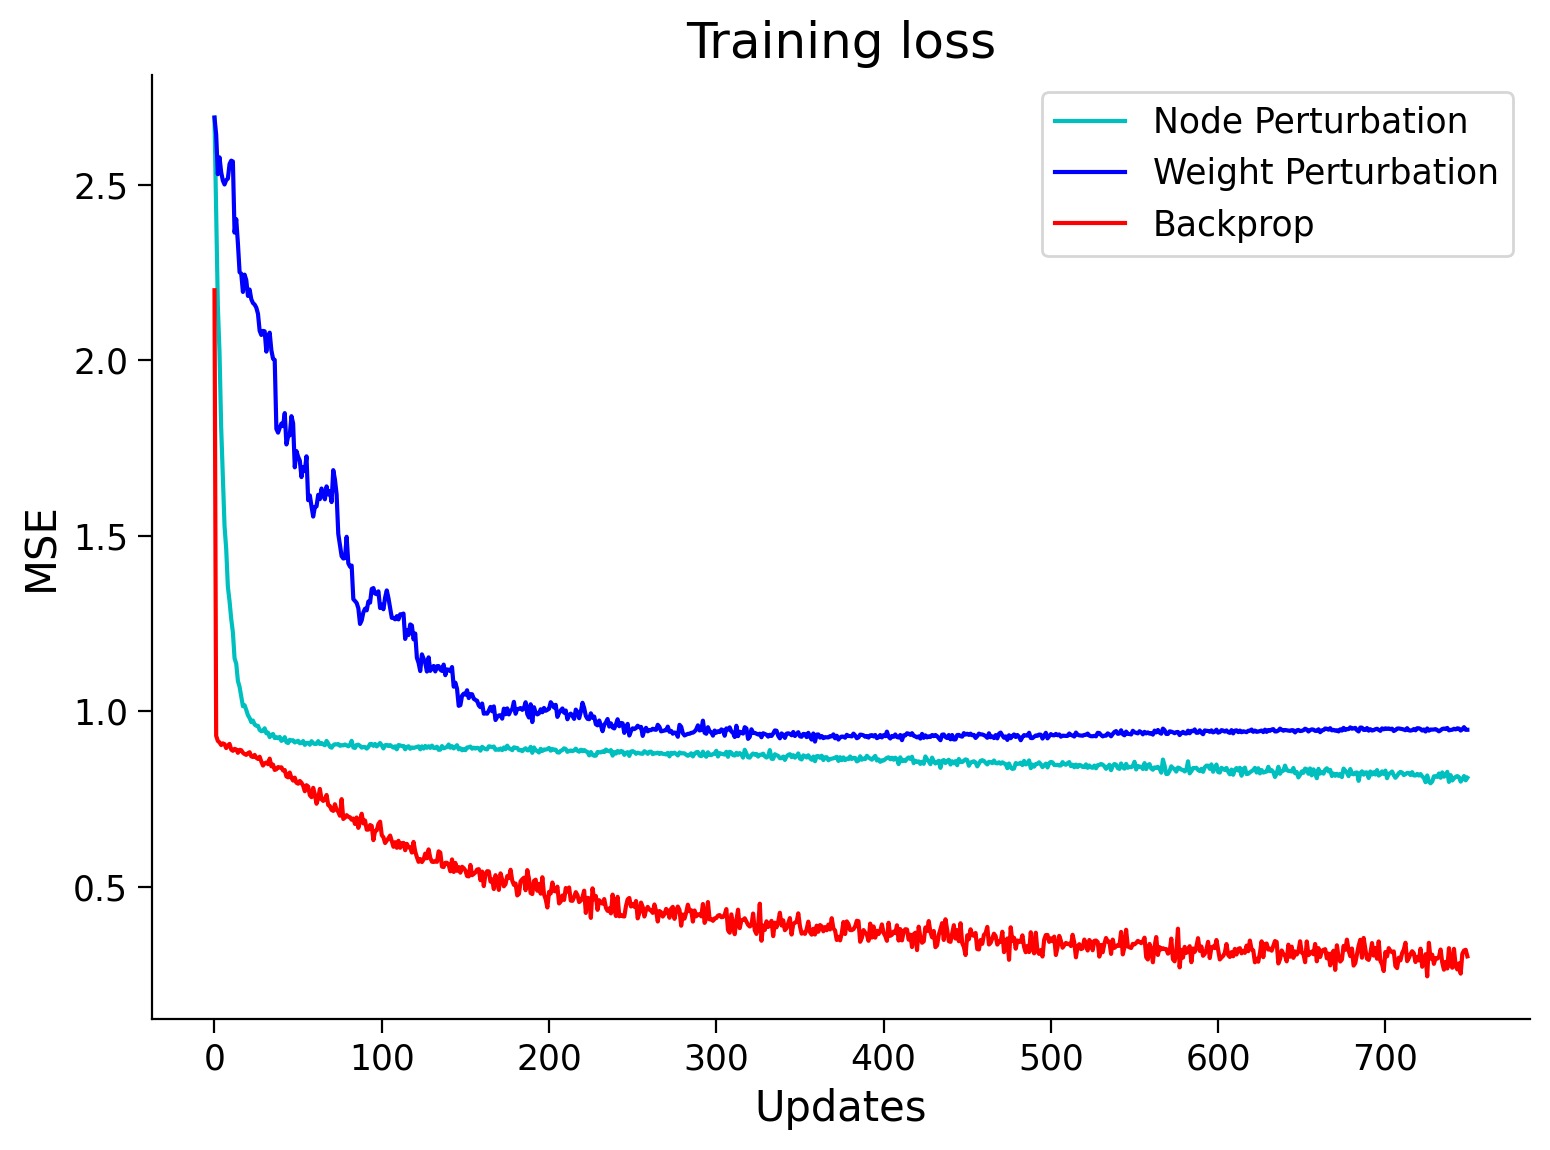 Training loss
Node Perturbation
Weight Perturbation
Backprop
MSE
2.5
2.0
1.5
1.0
0.5
0 100 200 300 400 500 600 700
Updates